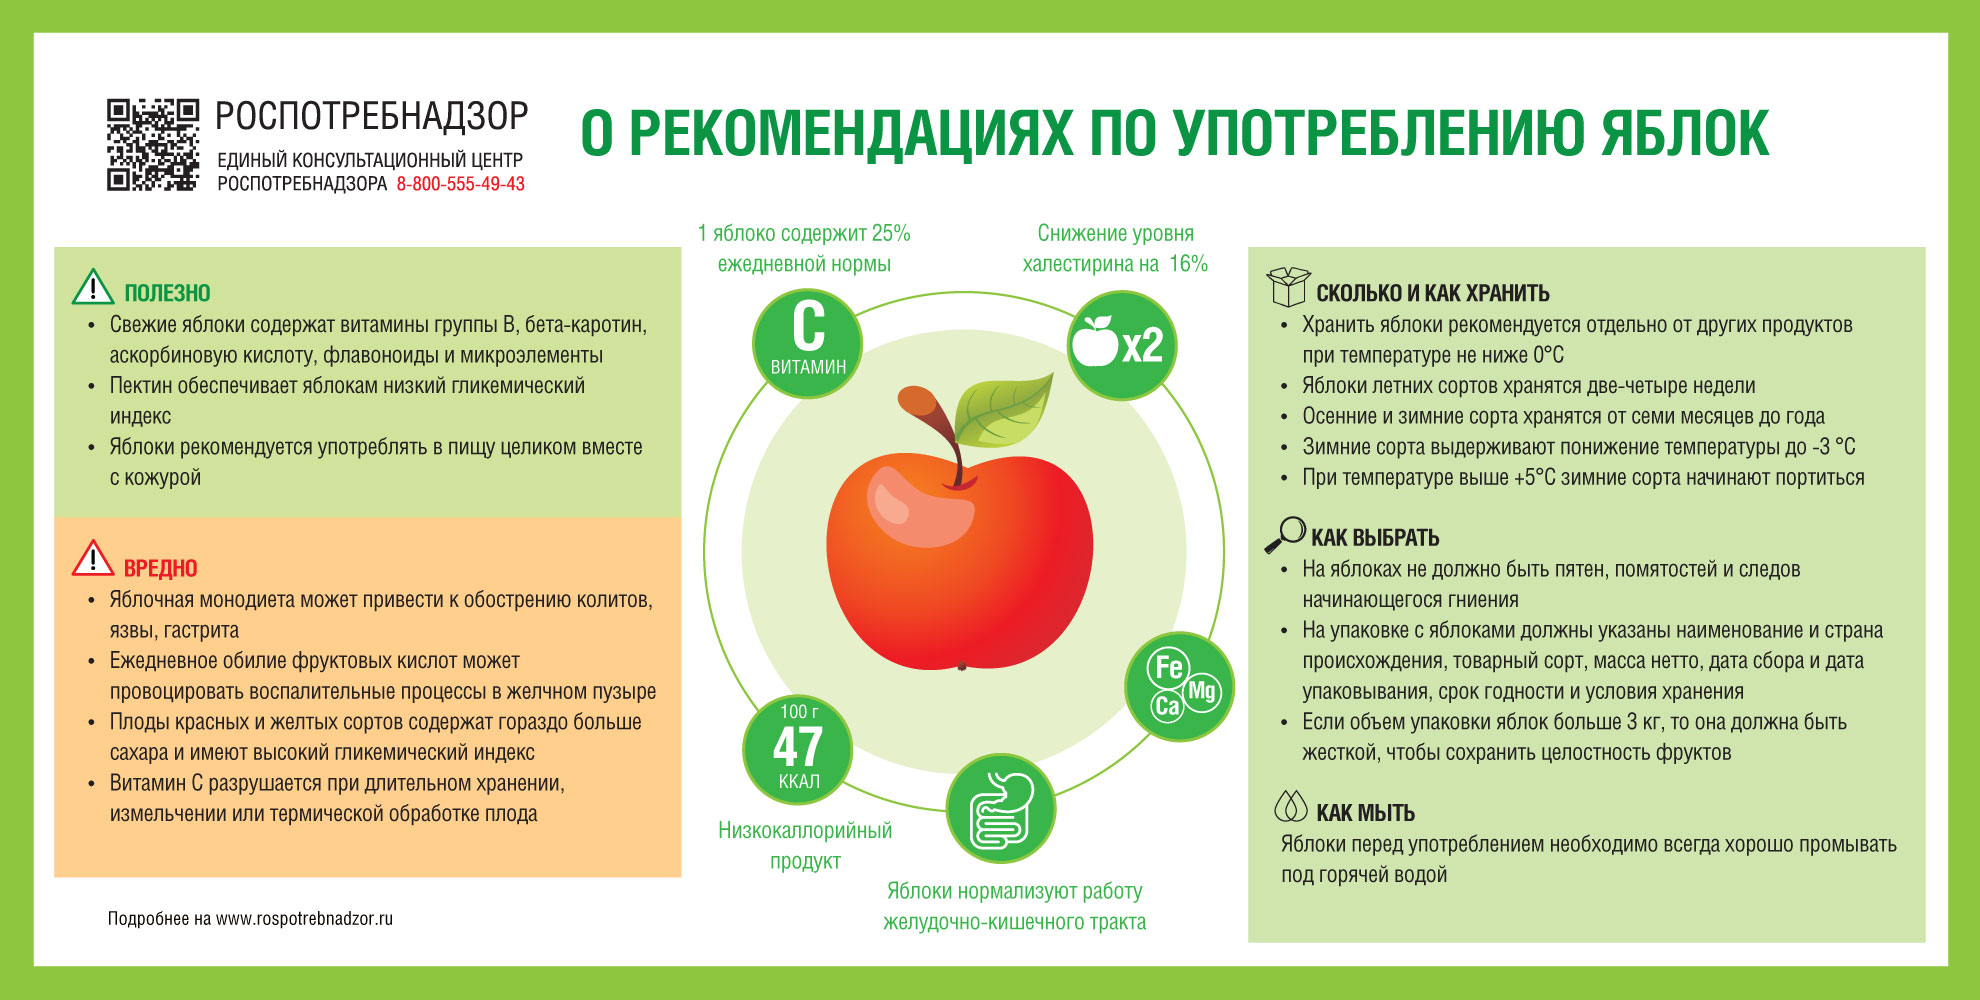 РОСПОТРЕБНАДЗОР
ЕДИНЫЙ КОНСУЛЬТАЦИОННЫЙ ЦЕНТР
РОСПОТРЕБНАДЗОРА 8-800-555-49-43
О РЕКОМЕНДАЦИЯХ ПО УПОТРЕБЛЕНИЮ ЯБЛОК
ПОЛЕЗНО
• Свежие яблоки содержат витамины группы В, бета-каротин,
аскорбиновую кислоту, флавоноиды и микроэлементы
• Пектин обеспечивает яблокам низкий гликемический
индекс
• Яблоки рекомендуется употреблять в пищу целиком вместе
с кожурой
ВРЕДНО
• Яблочная монодиета может привести к обострению колитов,
язвы, гастрита
• Ежедневное обилие фруктовых кислот может
провоцировать воспалительные процессы в желчном пузыре
• Плоды красных и желтых сортов содержат гораздо больше
сахара и имеют высокий гликемический индекс
• Витамин С разрушается при длительном хранении,
измельчении или термической обработке плода
Подробнее на www.rospotrebnadzor.ru
1 яблоко содержит 25%
ежедневной нормы
С
ВИТАМИН
Снижение уровня
халестирина на 16%
x2
Fe
Mg
Ca
100 г
47
ККАЛ
Низкокаллорийный
продукт
Яблоки нормализуют работу
желудочно-кишечного тракта
СКОЛЬКО И КАК ХРАНИТЬ
• Хранить яблоки рекомендуется отдельно от других продуктов
при температуре не ниже 0°С
• Яблоки летних сортов хранятся две-четыре недели
• Осенние и зимние сорта хранятся от семи месяцев до года
• Зимние сорта выдерживают понижение температуры до -3 °С
• При температуре выше +5°С зимние сорта начинают портиться
КАК ВЫБРАТЬ
• На яблоках не должно быть пятен, помятостей и следов
начинающегося гниения
• На упаковке с яблоками должны указаны наименование и страна
происхождения, товарный сорт, масса нетто, дата сбора и дата
упаковывания, срок годности и условия хранения
• Если объем упаковки яблок больше 3 кг, то она должна быть
жесткой, чтобы сохранить целостность фруктов
КАК МЫТЬ
Яблоки перед употреблением необходимо всегда хорошо промывать
под горячей водой